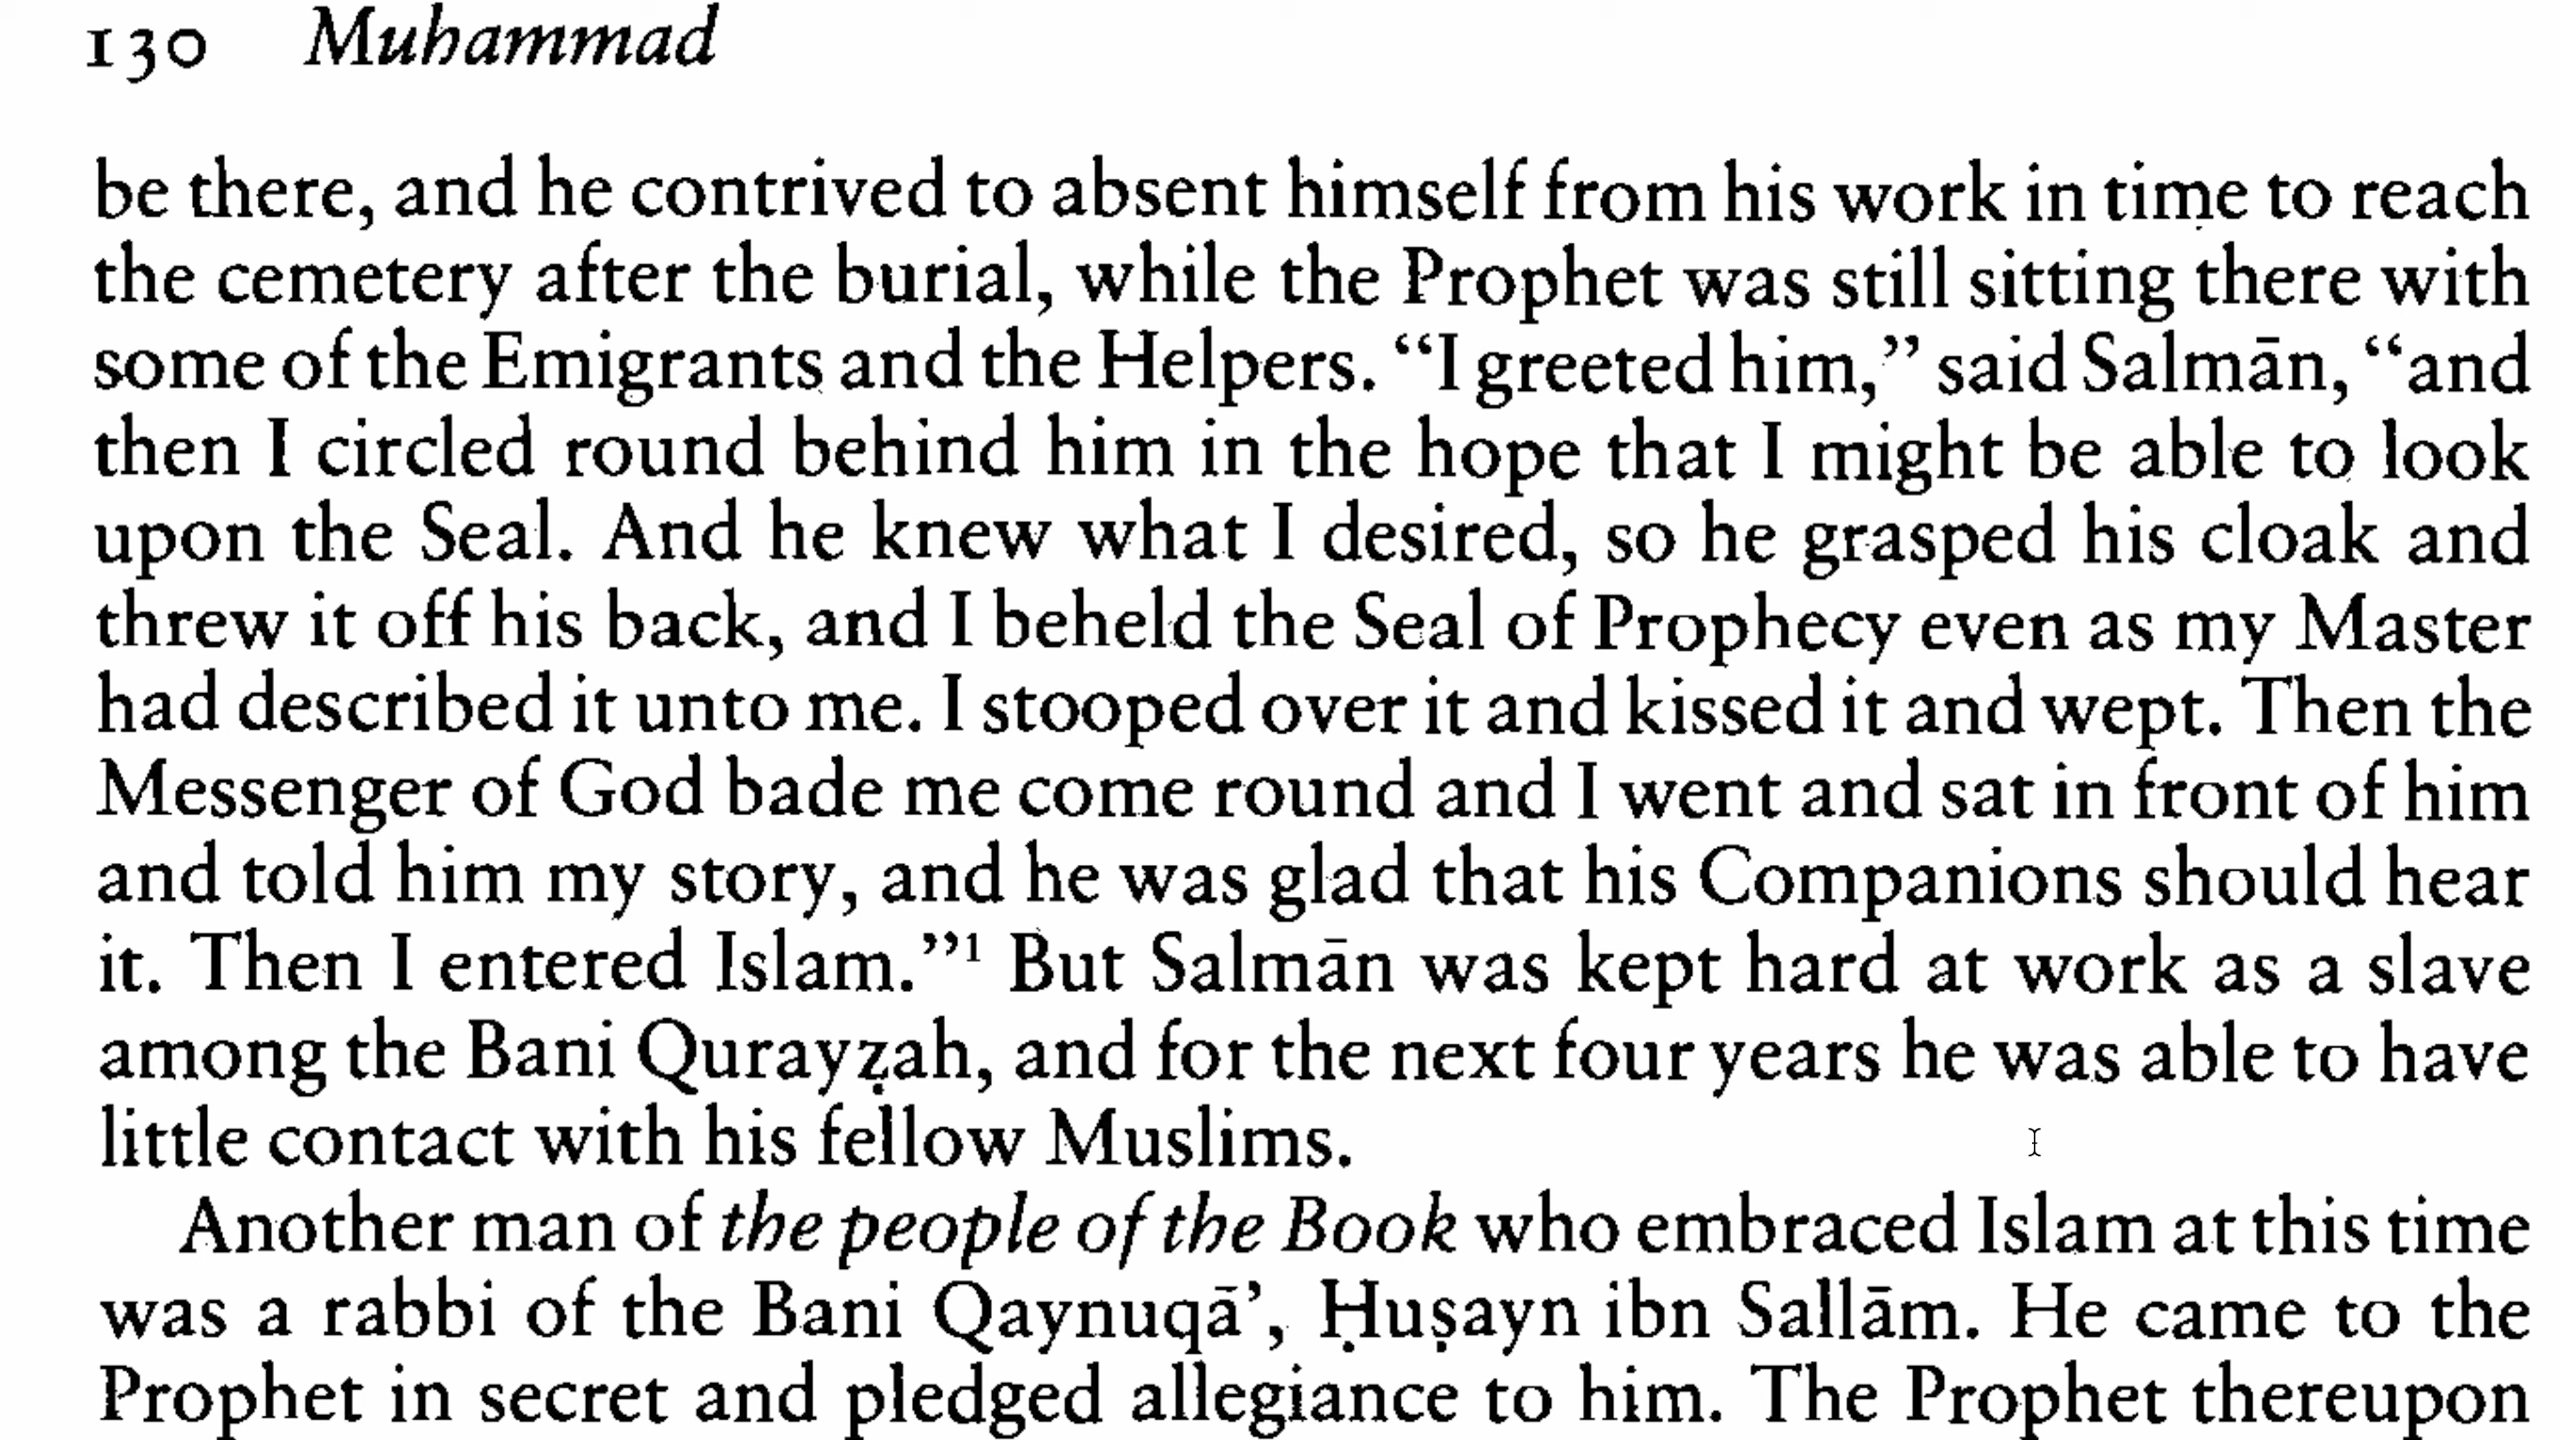 130 Muhammad
be there, and he contrived to absent himself from his work in time to reach
the cemetery after the burial, while the Prophet was still sitting there with
some of the Emigrants and the Helpers. “I greeted him,” said Salmān, “and
then I circled round behind him in the hope that I might be able to look
upon the Seal. And he knew what I desired, so he grasped his cloak and
threw it off his back, and I beheld the Seal of Prophecy even as my Master
had described it unto me. I stooped over it and kissed it and wept. Then the
Messenger of God bade me come round and I went and sat in front of him
and told him my story, and he was glad that his Companions should hear
it. Then I entered Islam.”¹ But Salmān was kept hard at work as a slave
among the Bani Qurayẓah, and for the next four years he was able to have
little contact with his fellow Muslims.
Another man of the people of the Book who embraced Islam at this time
was a rabbi of the Bani Qaynuqā’, Ḥuṣayn ibn Sallām. He came to the
Prophet in secret and pledged allegiance to him. The Prophet thereupon